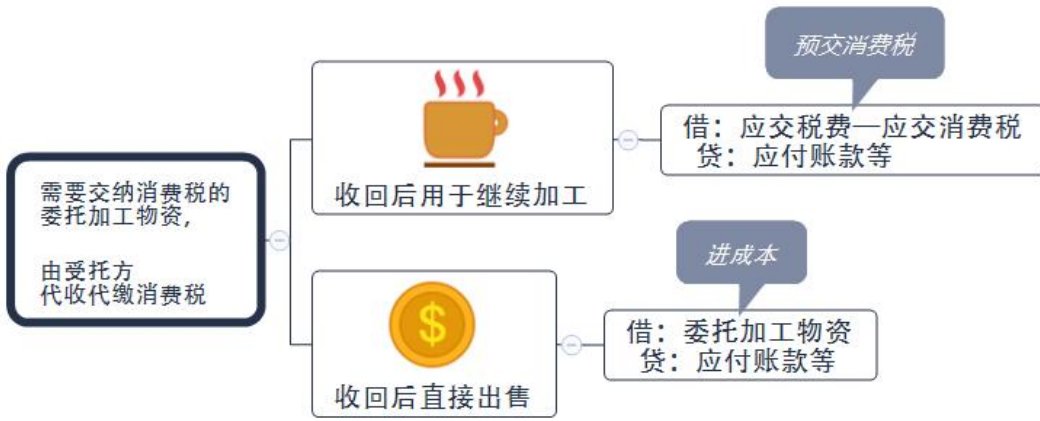 需要交纳消费税的
委托加工物资,
由受托方
代收代缴消费税
收回后用于继续加工
预交消费税
借：应交税费—应交消费税
贷：应付账款等
$
收回后直接出售
进成本
借：委托加工物资
贷：应付账款等